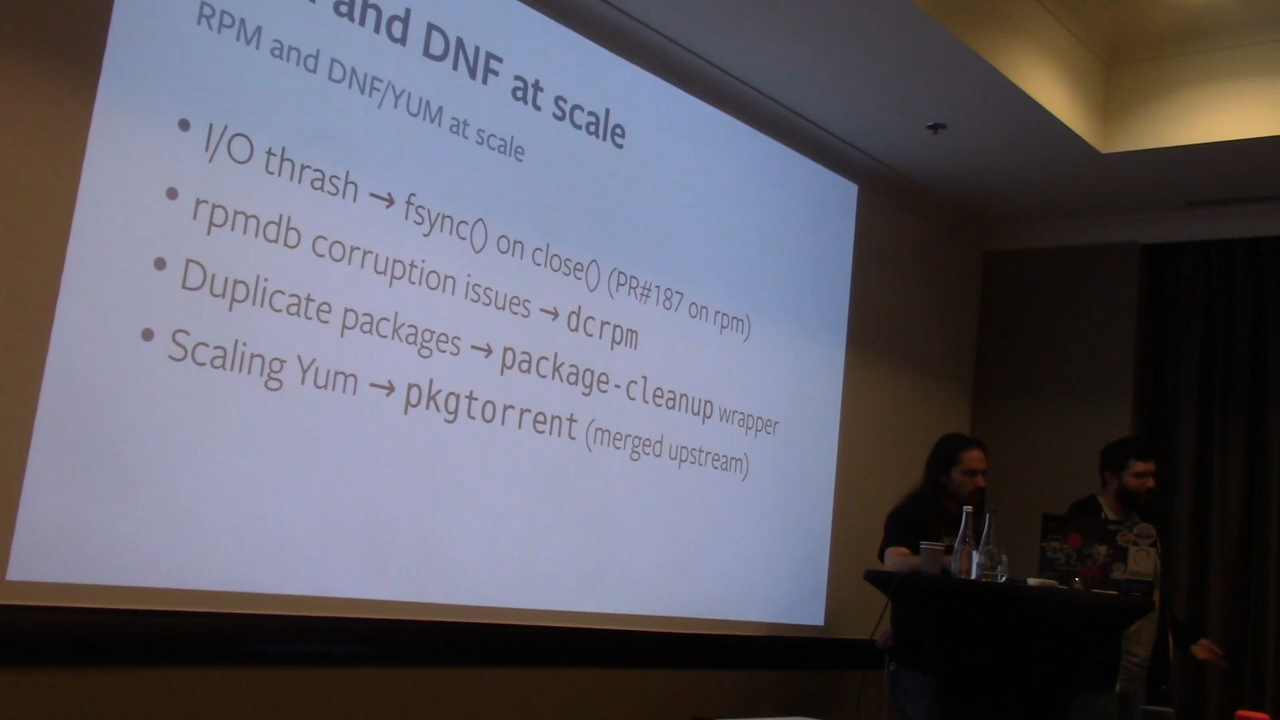 and DNF at scale
RPM and DNF/YUM at scale
• I/O thrash → fsync() on close() (PR#187 on rpm)
• rpmdb corruption issues → dcrpm
• Duplicate packages → package-cleanup wrapper
• Scaling Yum → pkgtorrent (merged upstream)